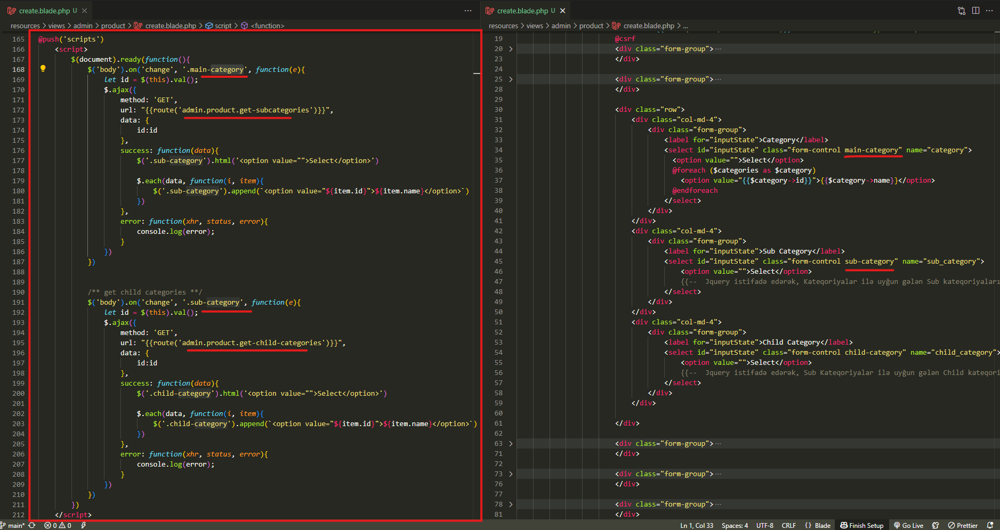 create.blade.php U
resources > views > admin > product > create.blade.php > script > <function>
165 @push('scripts')
166 <script>
167 $(document).ready(function(){
168 $('body').on('change', '.main-category', function(e){
169 let id = $(this).val();
170 $.ajax({
171 method: 'GET',
172 url: "{{route('admin.product.get-subcategories')}}",
173 data: {
174 id:id
175 },
176 success: function(data){
177 $('.sub-category').html('<option value="">Select</option>')
178
179 $.each(data, function(i, item){
180 $('.sub-category').append(`<option value="${item.id}">${item.name}</option>`)
181 })
182 },
183 error: function(xhr, status, error){
184 console.log(error);
185 }
186 })
187 })
188
189
190 /** get child categories **/
191 $('body').on('change', '.sub-category', function(e){
192 let id = $(this).val();
193 $.ajax({
194 method: 'GET',
195 url: "{{route('admin.product.get-child-categories')}}",
196 data: {
197 id:id
198 },
199 success: function(data){
200 $('.child-category').html('<option value="">Select</option>')
201
202 $.each(data, function(i, item){
203 $('.child-category').append(`<option value="${item.id}">${item.name}</option>`)
204 })
205 },
206 error: function(xhr, status, error){
207 console.log(error);
208 }
209 })
210 })
211 })
212 </script>
create.blade.php U
resources > views > admin > product > create.blade.php > ...
19 @csrf
20 <div class="form-group"> ...
23 </div>
24
25 <div class="form-group"> ...
28 </div>
29
30 <div class="row">
31 <div class="col-md-4">
32 <div class="form-group">
33 <label for="inputState">Category</label>
34 <select id="inputState" class="form-control main-category" name="category">
35 <option value="">Select</option>
36 @foreach ($categories as $category)
37 <option value="{{$category->id}}">{{$category->name}}</option>
38 @endforeach
39 </select>
40 </div>
41 </div>
42 <div class="col-md-4">
43 <div class="form-group">
44 <label for="inputState">Sub Category</label>
45 <select id="inputState" class="form-control sub-category" name="sub_category">
46 <option value="">Select</option>
47 {{-- Jquery istifadə edərək, Kateqoriyalar ilə uyğun gələn Sub kateqoriyaları
48 </select>
49 </div>
50 </div>
51 <div class="col-md-4">
52 <div class="form-group">
53 <label for="inputState">Child Category</label>
54 <select id="inputState" class="form-control child-category" name="child_category">
55 <option value="">Select</option>
56 {{-- Jquery istifadə edərək, Sub Kateqoriyalar ilə uyğun gələn Child kateqori
57 </select>
58 </div>
59 </div>
60
61 </div>
62
63 <div class="form-group"> ...
71 </div>
72
73 <div class="form-group"> ...
76 </div>
77
78 <div class="form-group"> ...
81 </div>
main* 0 0 Ln 1, Col 33 Spaces: 4 UTF-8 CRLF {} Blade Finish Setup Go Live Prettier